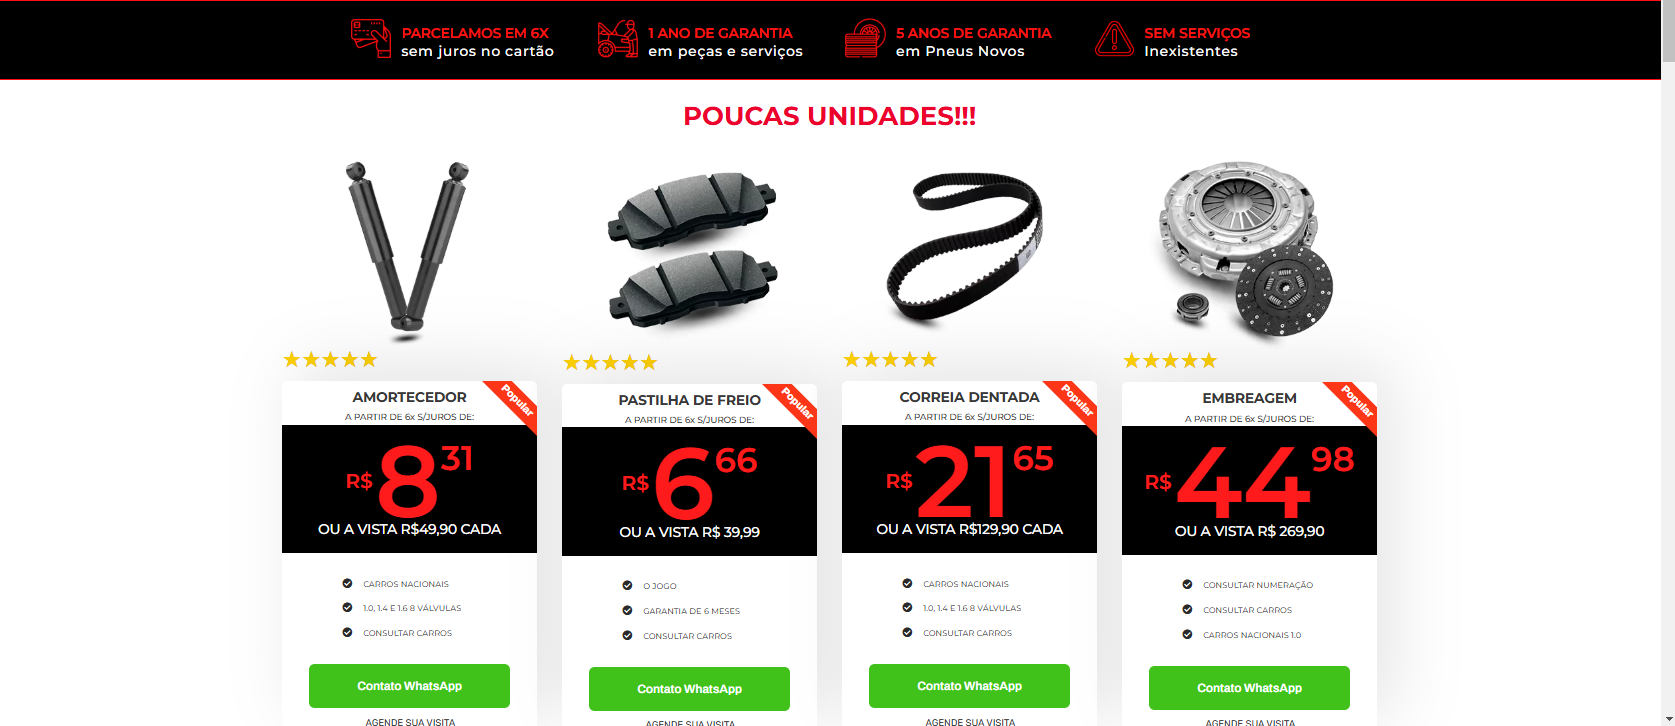 PARCELAMOS EM 6X
sem juros no cartão
1 ANO DE GARANTIA
em peças e serviços
5 ANOS DE GARANTIA
em Pneus Novos
SEM SERVIÇOS
Inexistentes
POUCAS UNIDADES!!!
Popular
AMORTECEDOR
A PARTIR DE 6x S/JUROS DE:
R$ 8 31
OU A VISTA R$49,90 CADA
CARROS NACIONAIS
1.0, 1.4 E 1.6 8 VÁLVULAS
CONSULTAR CARROS
Contato WhatsApp
AGENDE SUA VISITA
Popular
PASTILHA DE FREIO
A PARTIR DE 6x S/JUROS DE:
R$ 6 66
OU A VISTA R$ 39,99
O JOGO
GARANTIA DE 6 MESES
CONSULTAR CARROS
Contato WhatsApp
AGENDE SUA VISITA
Popular
CORREIA DENTADA
A PARTIR DE 6x S/JUROS DE:
R$ 21 65
OU A VISTA R$129,90 CADA
CARROS NACIONAIS
1.0, 1.4 E 1.6 8 VÁLVULAS
CONSULTAR CARROS
Contato WhatsApp
AGENDE SUA VISITA
Popular
EMBREAGEM
A PARTIR DE 6x S/JUROS DE:
R$ 44 98
OU A VISTA R$ 269,90
CONSULTAR NUMERAÇÃO
CONSULTAR CARROS
CARROS NACIONAIS 1.0
Contato WhatsApp
AGENDE SUA VISITA